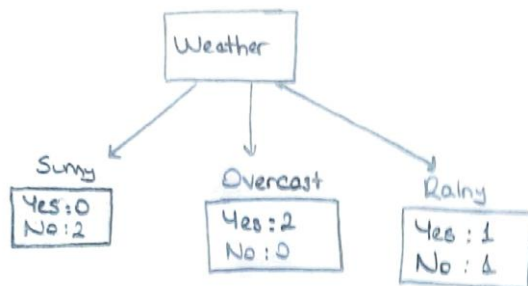 Weather
Sunny
Yes : 0
No : 2
Overcast
Yes : 2
No : 0
Rainy
Yes : 1
No : 1